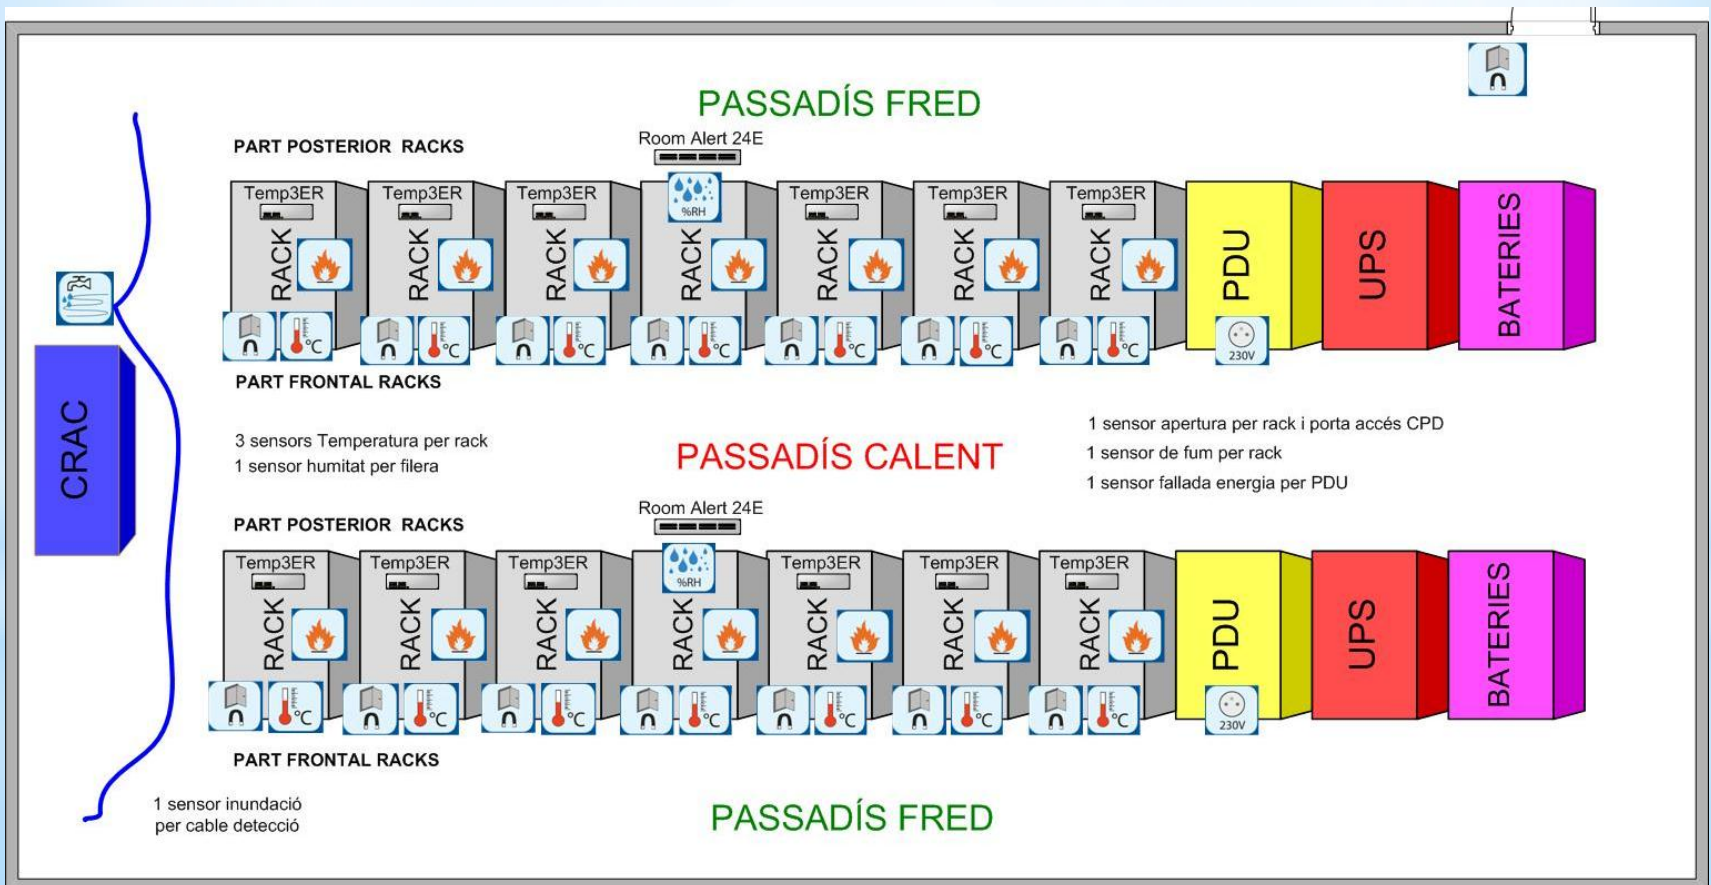 PASSADÍS FRED
PART POSTERIOR RACKS
Room Alert 24E
Temp3ER
Temp3ER
Temp3ER
%RH
Temp3ER
Temp3ER
Temp3ER
RACK
RACK
RACK
RACK
RACK
RACK
RACK
PDU
UPS
BATERIES
°C
°C
°C
°C
°C
°C
°C
230V
PART FRONTAL RACKS
CRAC
3 sensors Temperatura per rack
1 sensor humitat per filera
PASSADÍS CALENT
1 sensor apertura per rack i porta accés CPD
1 sensor de fum per rack
1 sensor fallada energia per PDU
PART POSTERIOR RACKS
Room Alert 24E
Temp3ER
Temp3ER
Temp3ER
%RH
Temp3ER
Temp3ER
Temp3ER
RACK
RACK
RACK
RACK
RACK
RACK
RACK
PDU
UPS
BATERIES
°C
°C
°C
°C
°C
°C
°C
230V
PART FRONTAL RACKS
1 sensor inundació
per cable detecció
PASSADÍS FRED